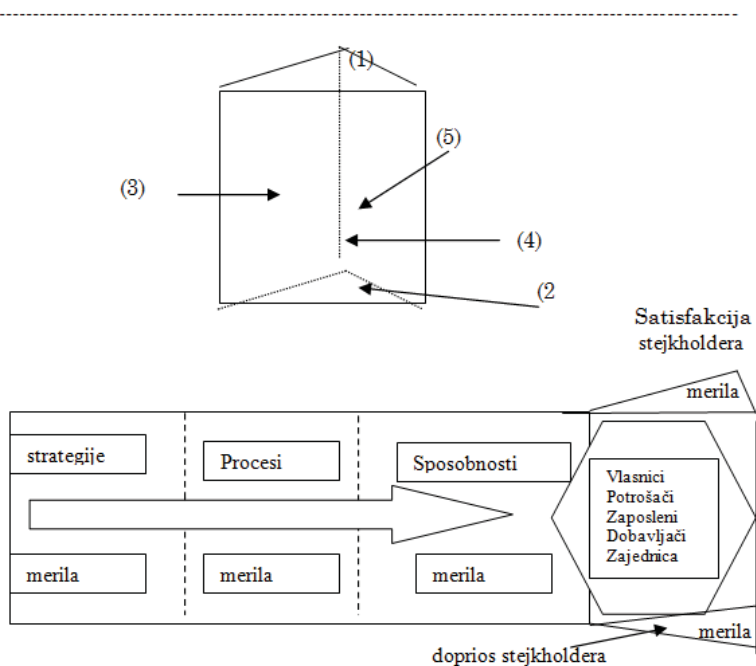 (1)
(5)
(3)
(4)
(2
Satisfakcija
stejkholdera
merila
strategije
Procesi
Sposobnosti
Vlasnici
Potrošači
Zaposleni
Dobavljači
Zajednica
merila
merila
merila
merila
doprios stejkholdera